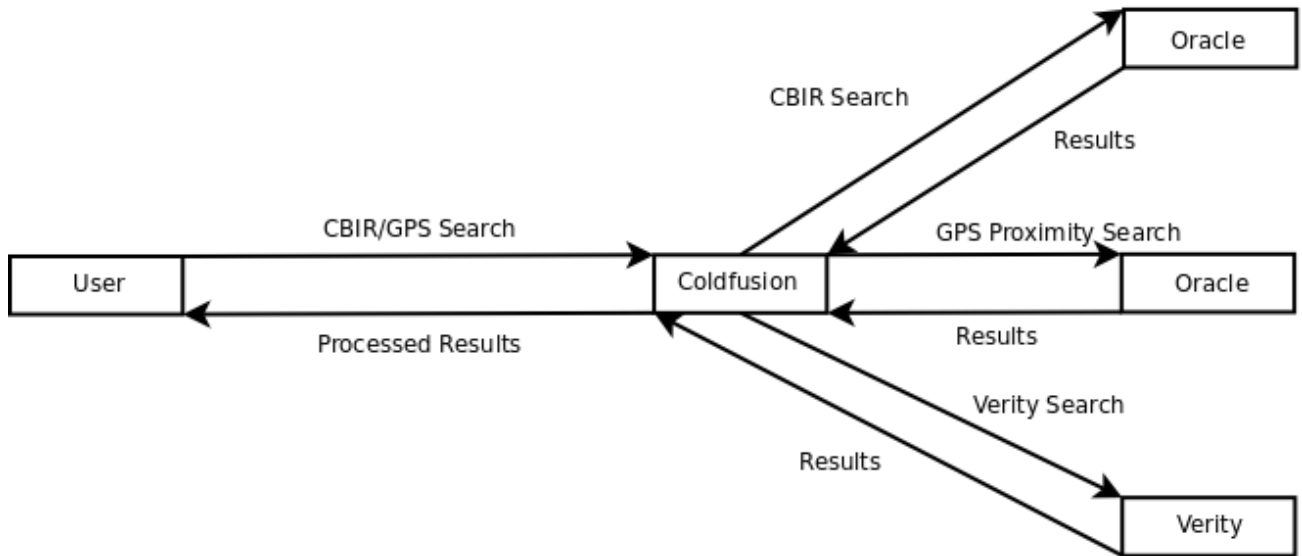 Oracle
CBIR Search
Results
CBIR/GPS Search
GPS Proximity Search
User
Coldfusion
Oracle
Processed Results
Results
Verity Search
Results
Verity